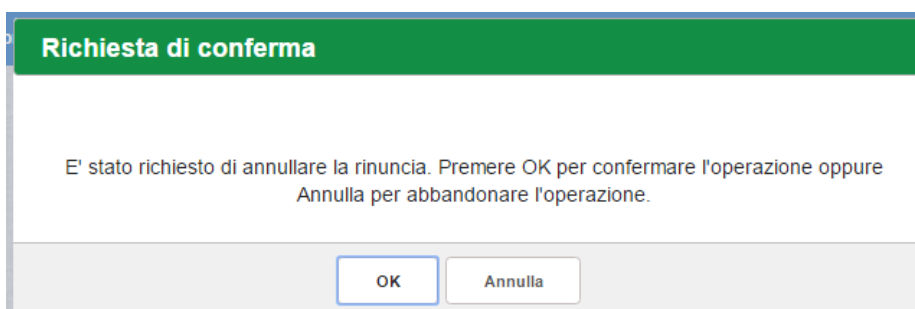 Richiesta di conferma
E' stato richiesto di annullare la rinuncia. Premere OK per confermare l'operazione oppure
Annulla per abbandonare l'operazione.
OK Annulla